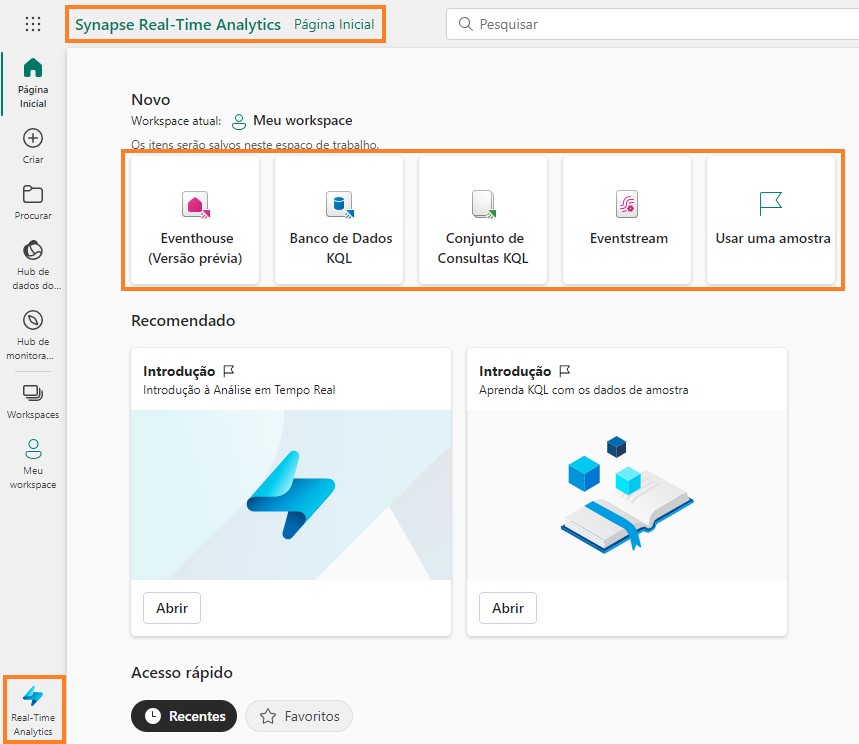 Synapse Real-Time Analytics Página Inicial
Pesquisar
Página
Inicial
Criar
Procurar
Hub de
dados do...
Hub de
monitora...
Workspaces
Meu
workspace
Real-Time
Analytics
Novo
Workspace atual: Meu workspace
Os itens serão salvos neste espaço de trabalho.
Eventhouse
(Versão prévia)
Banco de Dados
KQL
Conjunto de
Consultas KQL
Eventstream
Usar uma amostra
Recomendado
Introdução
Introdução à Análise em Tempo Real
Abrir
Introdução
Aprenda KQL com os dados de amostra
Abrir
Acesso rápido
Recentes
Favoritos